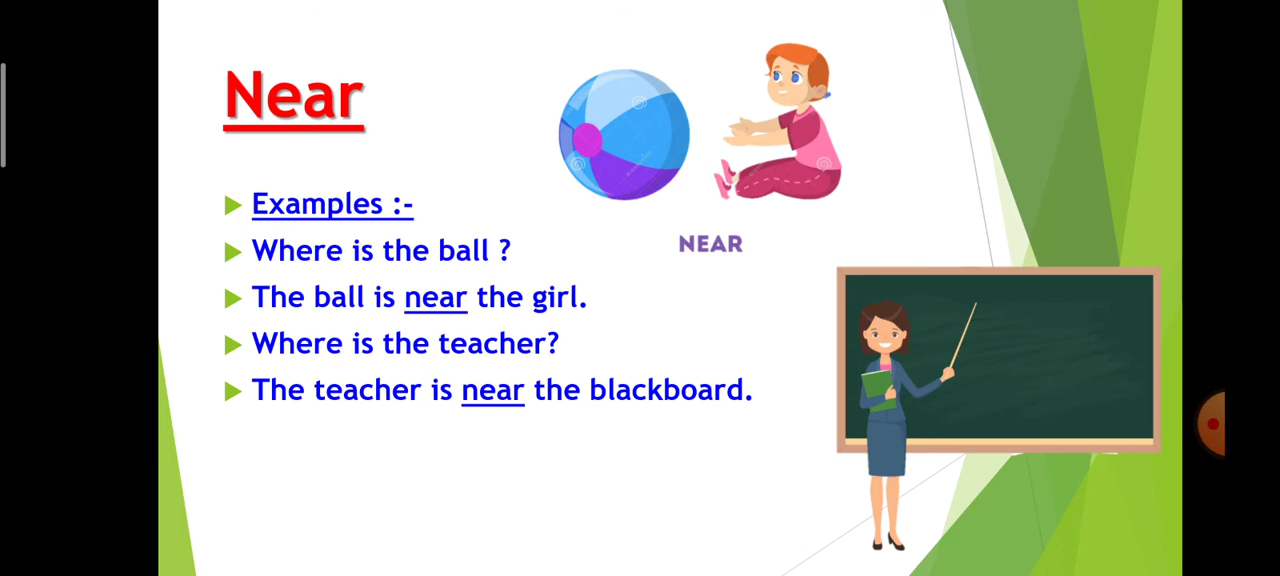 Near
NEAR
Examples :-
Where is the ball ?
The ball is near the girl.
Where is the teacher?
The teacher is near the blackboard.